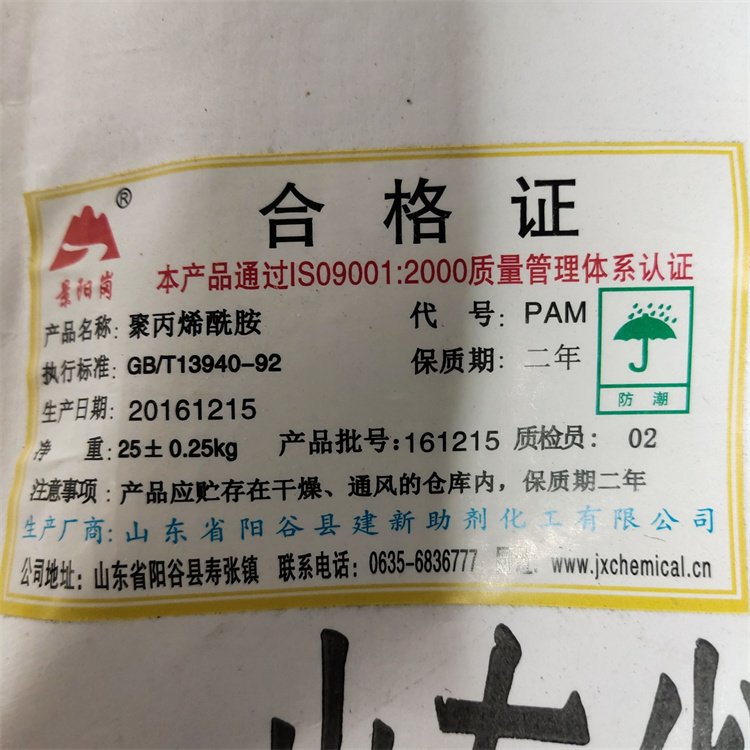 ®
合格证
景阳岗
本产品通过ISO9001:2000质量管理体系认证
产品名称: 聚丙烯酰胺 代号: PAM
执行标准: GB/T13940-92 保质期: 二年
防潮
生产日期: 20161215
净重: 25±0.25kg 产品批号:161215 质检员: 02
注意事项:产品应贮存在干燥、通风的仓库内,保质期二年
生产厂商:山东省阳谷县建新助剂化工有限公司
公司地址:山东省阳谷县寿张镇 联系电话:0635-6836777 www.jxchemical.cn
山东